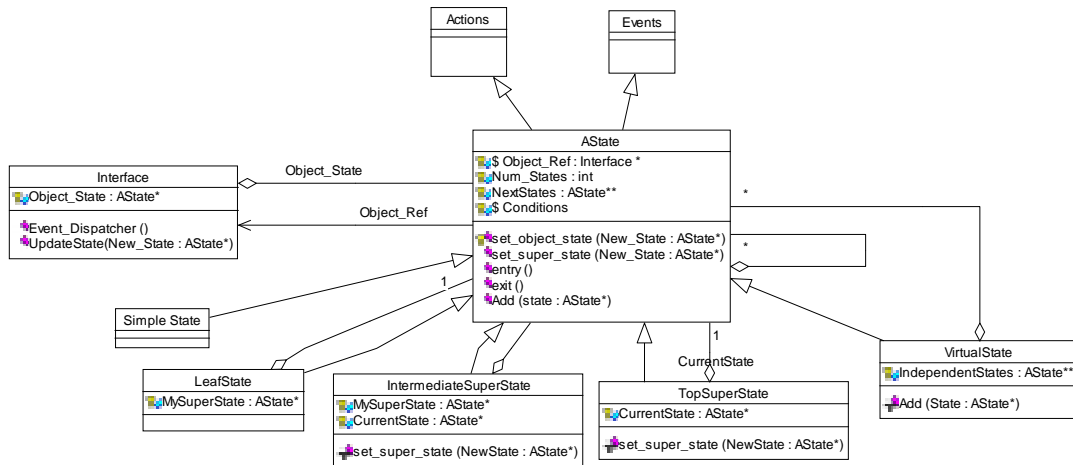 Actions
Events
AState
$ Object_Ref : Interface *
Num_States : int
NextStates : AState**
$ Conditions
set_object_state (New_State : AState*)
set_super_state (New_State : AState*)
entry ()
exit ()
Add (state : AState*)
Interface
Object_State : AState*
Event_Dispatcher ()
UpdateState(New_State : AState*)
Object_State
Object_Ref
*
*
1
1
CurrentState
Simple State
LeafState
MySuperState : AState*
IntermediateSuperState
MySuperState : AState*
CurrentState : AState*
set_super_state (NewState : AState*)
TopSuperState
CurrentState : AState*
set_super_state (NewState : AState*)
VirtualState
IndependentStates : AState**
Add (State : AState*)